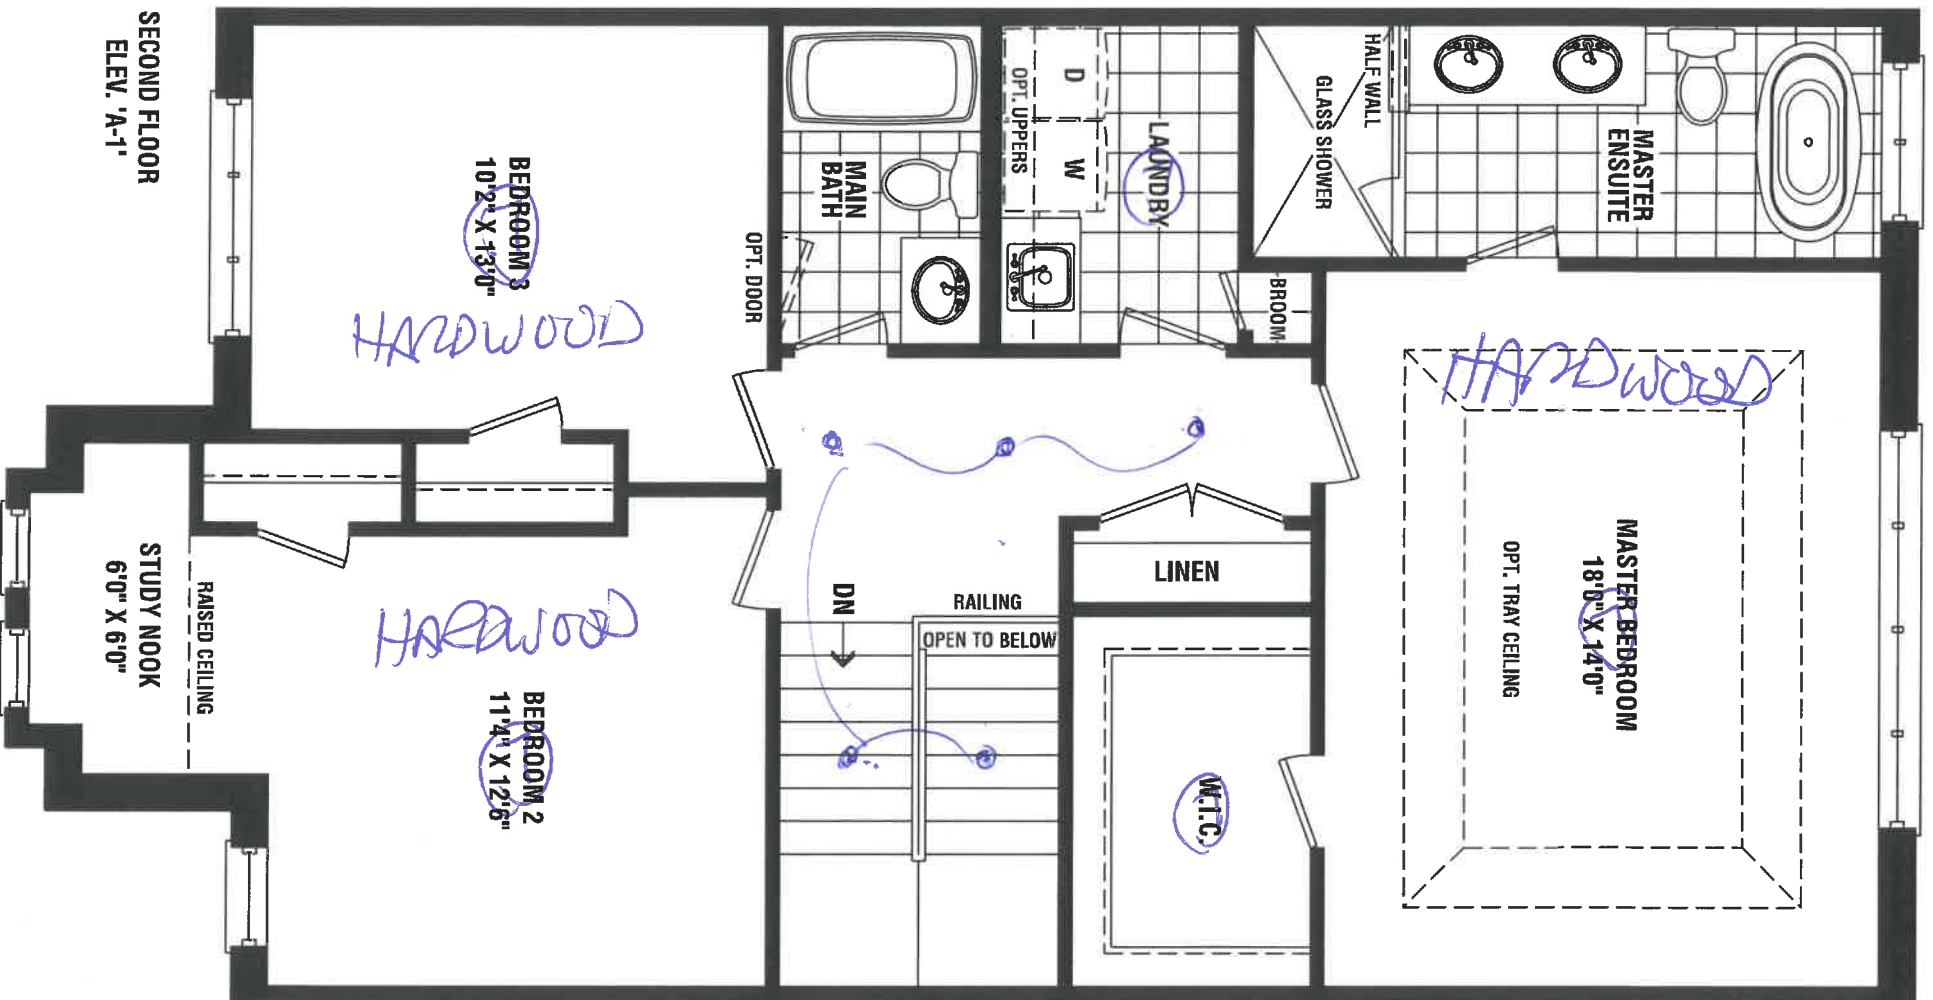 SECOND FLOOR
ELEV. 'A-1'
BEDROOM 3
10'2" X 13'0"
HARDWOOD
OPT. DOOR
MAIN
BATH
D
W
OPT. UPPERS
LAUNDRY
BROOM
HALF WALL
GLASS SHOWER
MASTER
ENSUITE
HARDWOOD
MASTER BEDROOM
18'0" X 14'0"
OPT. TRAY CEILING
LINEN
RAILING
OPEN TO BELOW
DN
W.I.C.
STUDY NOOK
6'0" X 6'0"
RAISED CEILING
HARDWOOD
BEDROOM 2
11'4" X 12'6"